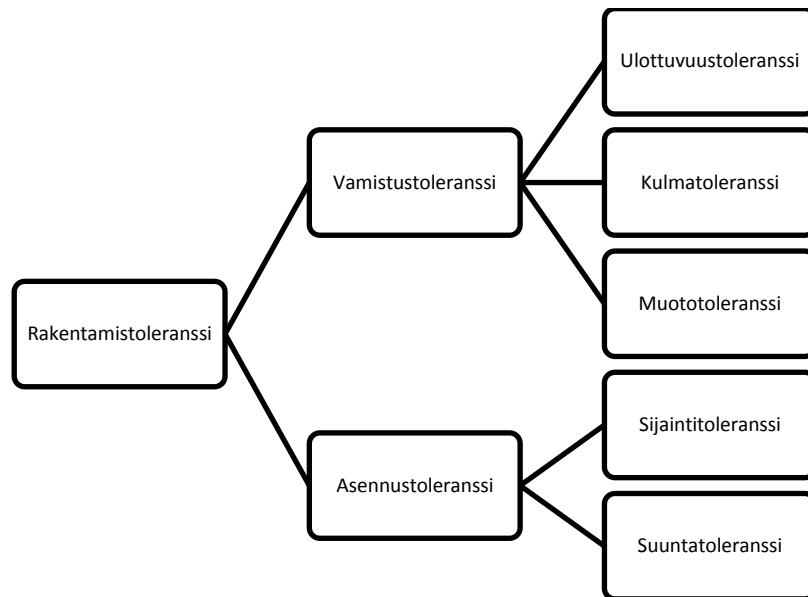 Ulottuvuustoleranssi
Vamistustoleranssi
Kulmatoleranssi
Muototoleranssi
Rakentamistoleranssi
Sijaintitoleranssi
Asennustoleranssi
Suuntatoleranssi